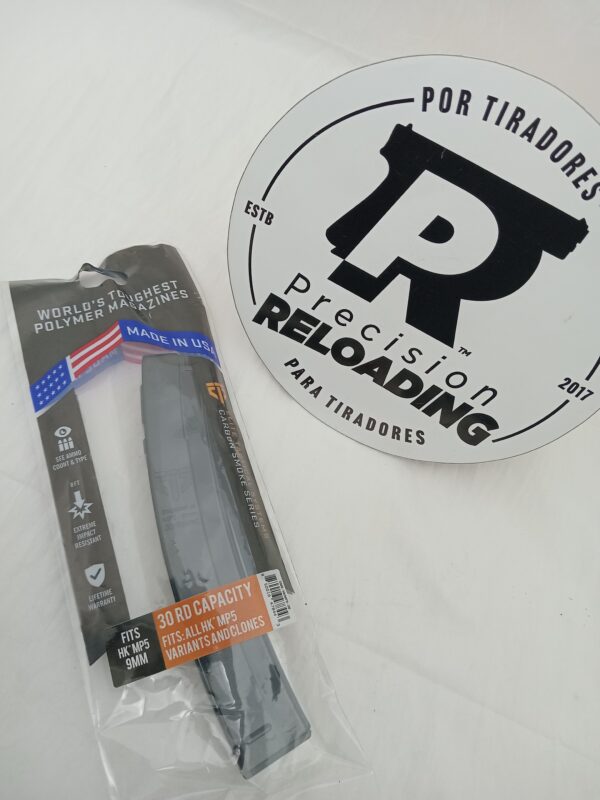 POR TIRADORES
ESTB
Precision
RELOADING
TM
2017
PARA TIRADORES
WORLD'S TOUGHEST
POLYMER MAGAZINES
MADE IN USA
SEE AMMO
COUNT & TYPE
8FT
EXTREME
IMPACT
RESISTANT
LIFETIME
WARRANTY
CARBON SMOKE SERIES
FITS
HK MP5
9MM
30 RD CAPACITY
FITS: ALL HK MP5
VARIANTS AND CLONES